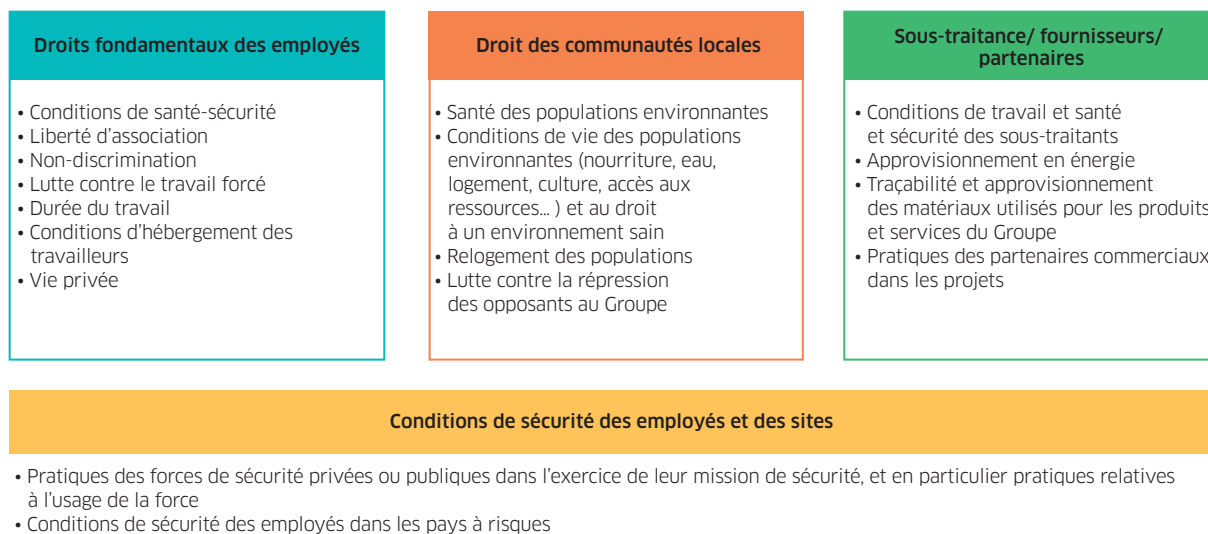 Droits fondamentaux des employés
• Conditions de santé-sécurité
• Liberté d'association
• Non-discrimination
• Lutte contre le travail forcé
• Durée du travail
• Conditions d'hébergement des
travailleurs
• Vie privée
Droit des communautés locales
• Santé des populations environnantes
• Conditions de vie des populations
environnantes (nourriture, eau,
logement, culture, accès aux
ressources... ) et au droit
à un environnement sain
• Relogement des populations
• Lutte contre la répression
des opposants au Groupe
Sous-traitance/ fournisseurs/
partenaires
• Conditions de travail et santé
et sécurité des sous-traitants
• Approvisionnement en énergie
• Traçabilité et approvisionnement
des matériaux utilisés pour les produits
et services du Groupe
• Pratiques des partenaires commerciaux
dans les projets
Conditions de sécurité des employés et des sites
• Pratiques des forces de sécurité privées ou publiques dans l'exercice de leur mission de sécurité, et en particulier pratiques relatives
à l'usage de la force
• Conditions de sécurité des employés dans les pays à risques